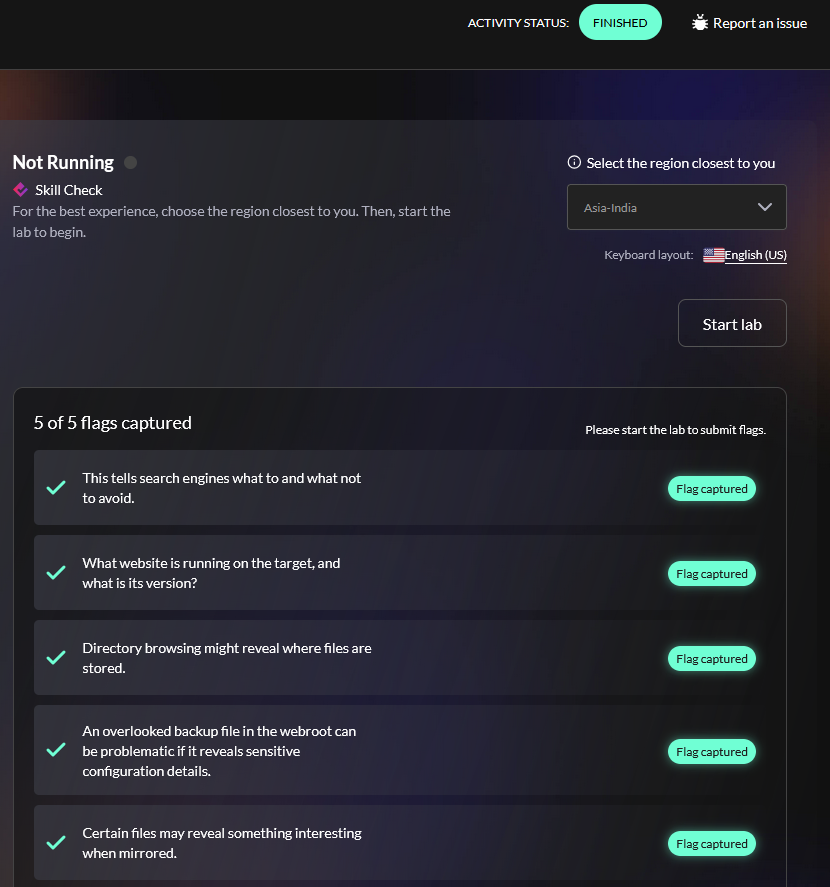 ACTIVITY STATUS: FINISHED Report an issue
Not Running
Select the region closest to you
Skill Check
For the best experience, choose the region closest to you. Then, start the
lab to begin.
Asia-India
Keyboard layout: English (US)
Start lab
5 of 5 flags captured
Please start the lab to submit flags.
This tells search engines what to and what not
to avoid.
Flag captured
What website is running on the target, and
what is its version?
Flag captured
Directory browsing might reveal where files are
stored.
Flag captured
An overlooked backup file in the webroot can
be problematic if it reveals sensitive
configuration details.
Flag captured
Certain files may reveal something interesting
when mirrored.
Flag captured